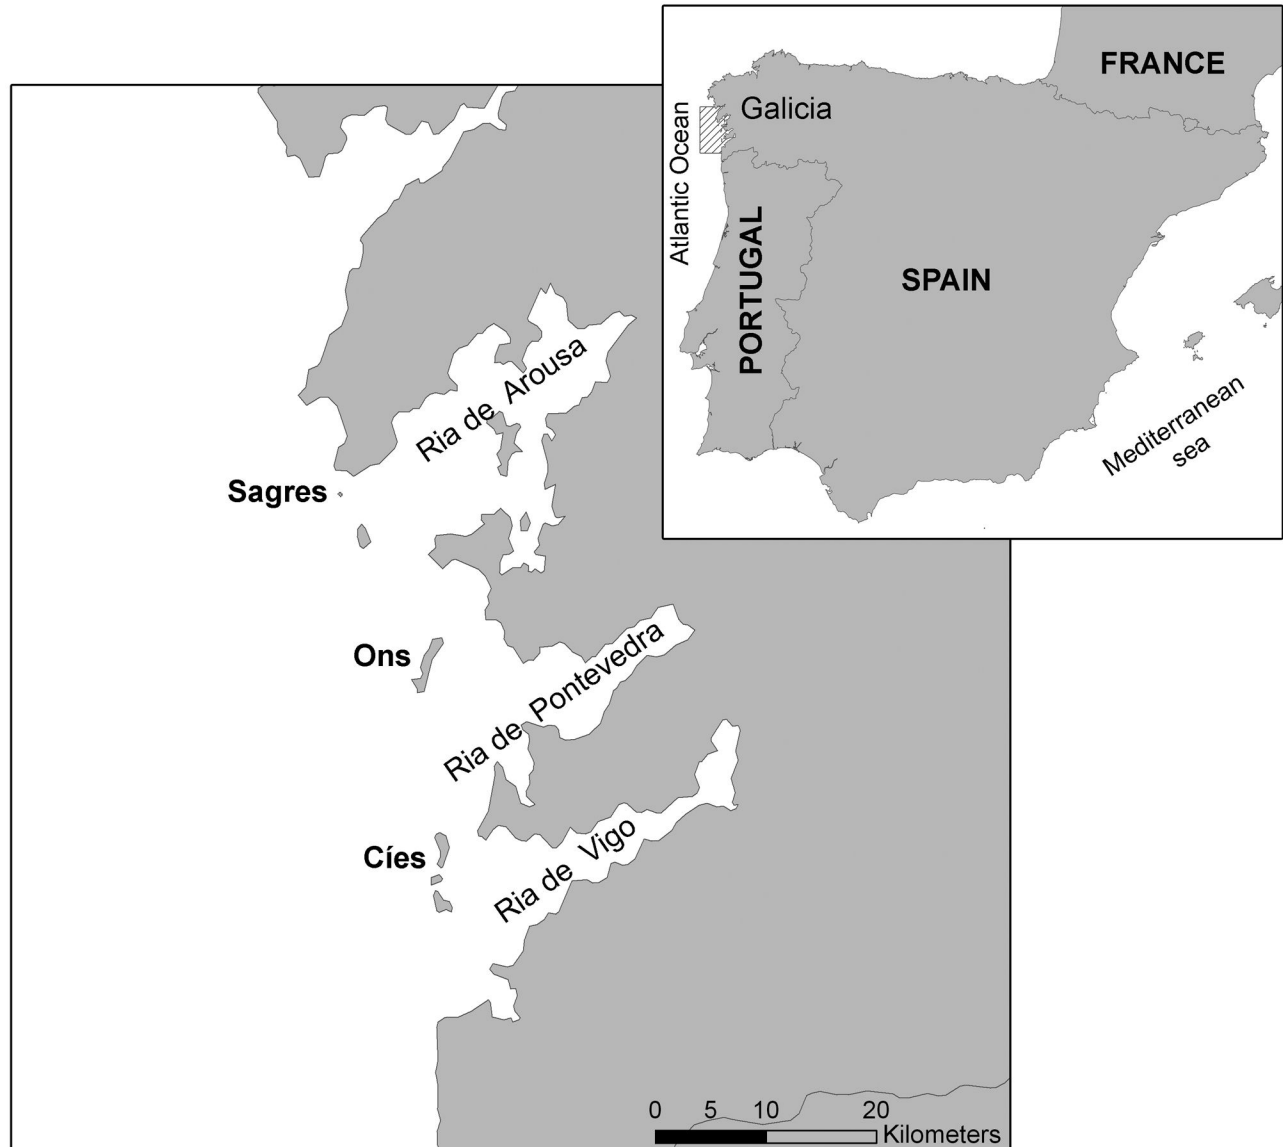 FRANCE
Galicia
Atlantic Ocean
PORTUGAL
SPAIN
Mediterranean
sea
Ria de Arousa
Sagres
Ons
Ria de Pontevedra
Cíes
Ria de Vigo
0 5 10 20
Kilometers